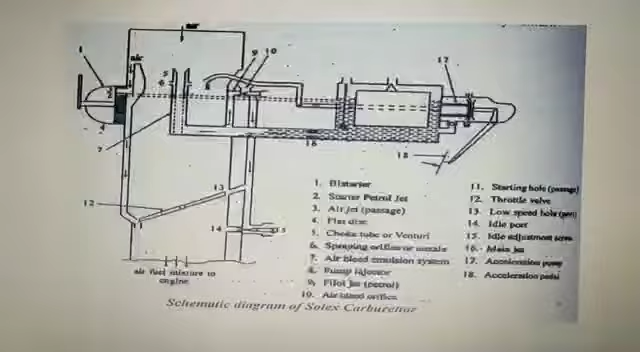 air
1
air
2
4
7
5
6
8
9 10
17
16
18
12
13
14
15
air fuel mixture to
engine
1. Bistarter
2. Starter Petrol Jet
3. Air jet (passage)
4. Flat disc
5. Choke tube or Venturi
6. Spraying orifice or nozzle
7. Air bleed emulsion system
8. Pump injector
9. Pilot jet (petrol)
10. Air bleed orifice
11. Starting hole (passage)
12. Throttle valve
13. Low speed hole (port)
14. Idle port
15. Idle adjustment screw
16. Main jet
17. Acceleration pump
18. Acceleration pedal
Schematic diagram of Solex Carburettor